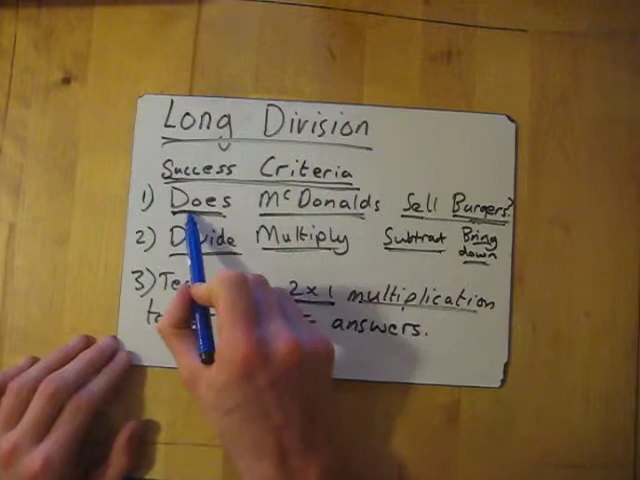 Long Division
Success Criteria
1) Does McDonalds Sell Burgers?
2) Divide Multiply Subtract Bring down
3) 2x1 multiplication
= answers.